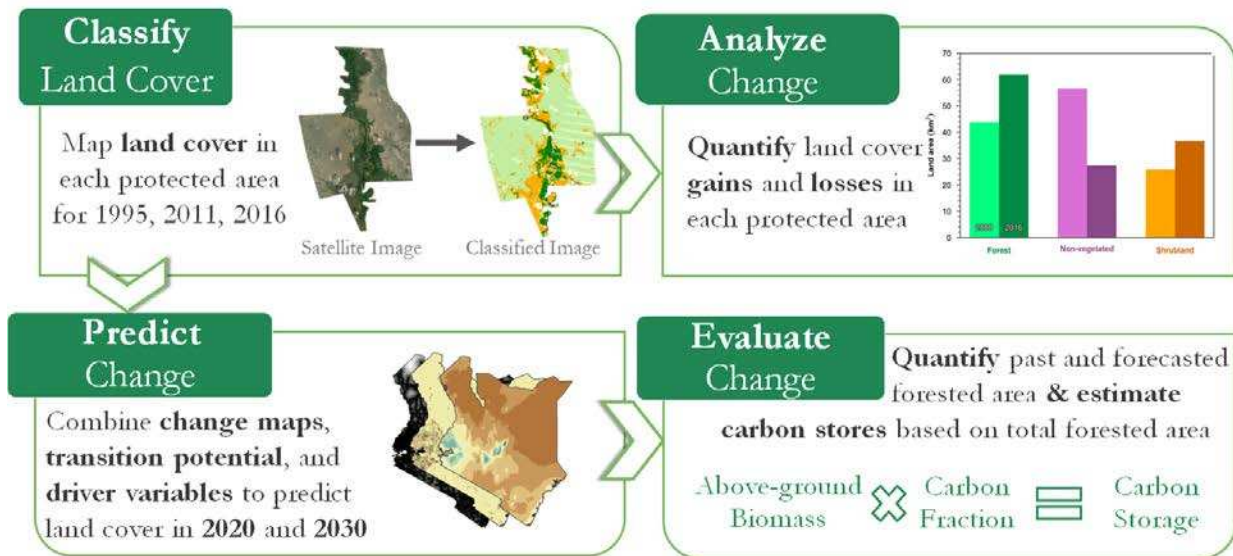 Classify
Land Cover
Map land cover in
each protected area
for 1995, 2011, 2016
Satellite Image
Classified Image
Analyze
Change
Quantify land cover
gains and losses in
each protected area
70
60
50
40
30
20
10
0
Land area (km²)
2016
Forest
Non-vegetated
Shrubland
Predict
Change
Combine change maps,
transition potential, and
driver variables to predict
land cover in 2020 and 2030
Evaluate
Change
Quantify past and forecasted
forested area & estimate
carbon stores based on total forested area
Above-ground
Biomass
Carbon
Fraction
Carbon
Storage